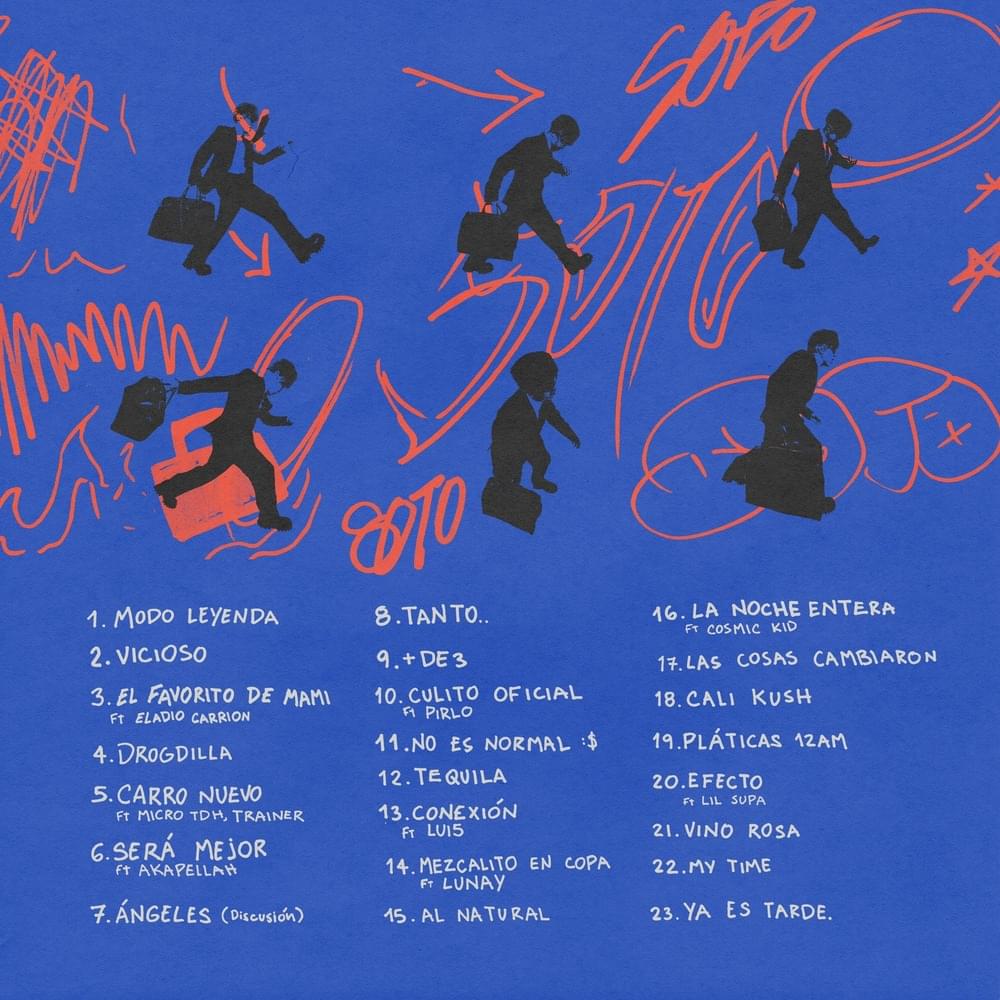 SOTO
SOTO
SOTO
1. MODO LEYENDA
2. VICIOSO
3. EL FAVORITO DE MAMI
FT ELADIO CARRION
4. DROGDILLA
5. CARRO NUEVO
FT MICRO TDH, TRAINER
6. SERÁ MEJOR
FT AKAPELLAH
7. ÁNGELES (Discusión)
8. TANTO..
9. +DE3
10. CULITO OFICIAL
FT PIRLO
11. NO ES NORMAL :$
12. TEQUILA
13. CONEXIÓN
FT LUI5
14. MEZCALITO EN COPA
FT LUNAY
15. AL NATURAL
16. LA NOCHE ENTERA
FT COSMIC KID
17. LAS COSAS CAMBIARON
18. CALI KUSH
19. PLÁTICAS 12AM
20. EFECTO
FT LIL SUPA
21. VINO ROSA
22. MY TIME
23. YA ES TARDE.